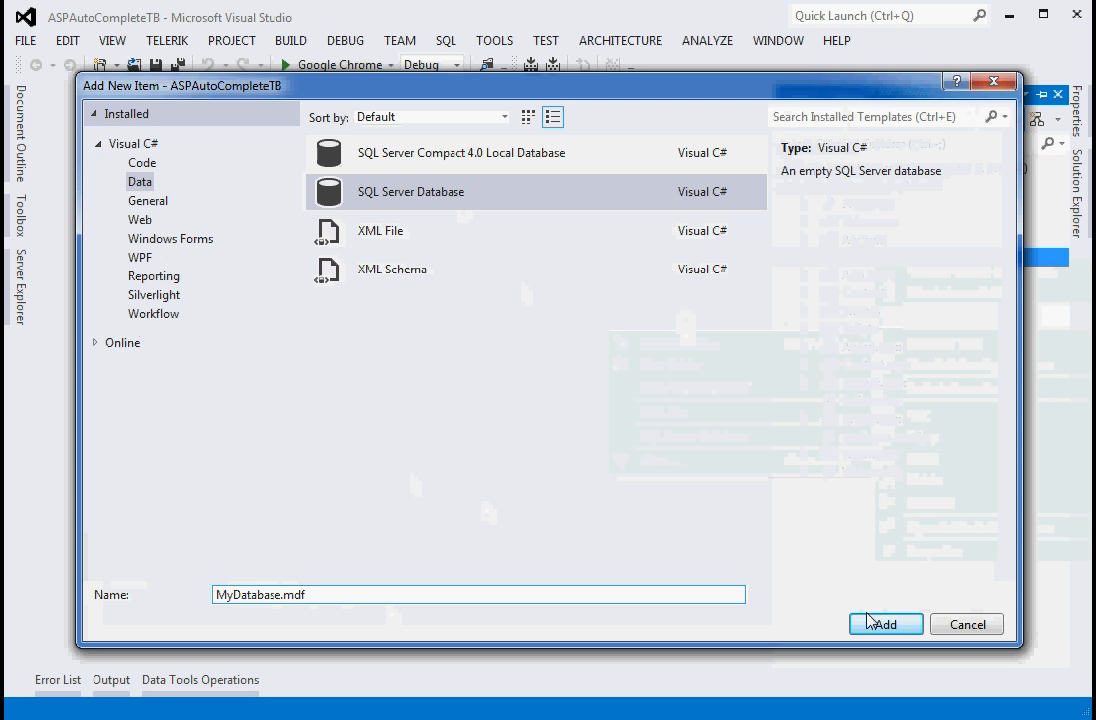 ASPAutoCompleteTB - Microsoft Visual Studio
Quick Launch (Ctrl+Q)
FILE EDIT VIEW TELERIK PROJECT BUILD DEBUG TEAM SQL TOOLS TEST ARCHITECTURE ANALYZE WINDOW HELP
Google Chrome Debug
Add New Item - ASPAutoCompleteTB
?
Installed
Sort by: Default
Search Installed Templates (Ctrl+E)
Visual C#
Code
Data
General
Web
Windows Forms
WPF
Reporting
Silverlight
Workflow
Online
SQL Server Compact 4.0 Local Database Visual C#
SQL Server Database Visual C#
XML File Visual C#
XML Schema Visual C#
Type: Visual C#
An empty SQL Server database
Name: MyDatabase.mdf
Add Cancel
Document Outline
Toolbox
Server Explorer
Properties
Solution Explorer
Error List Output Data Tools Operations